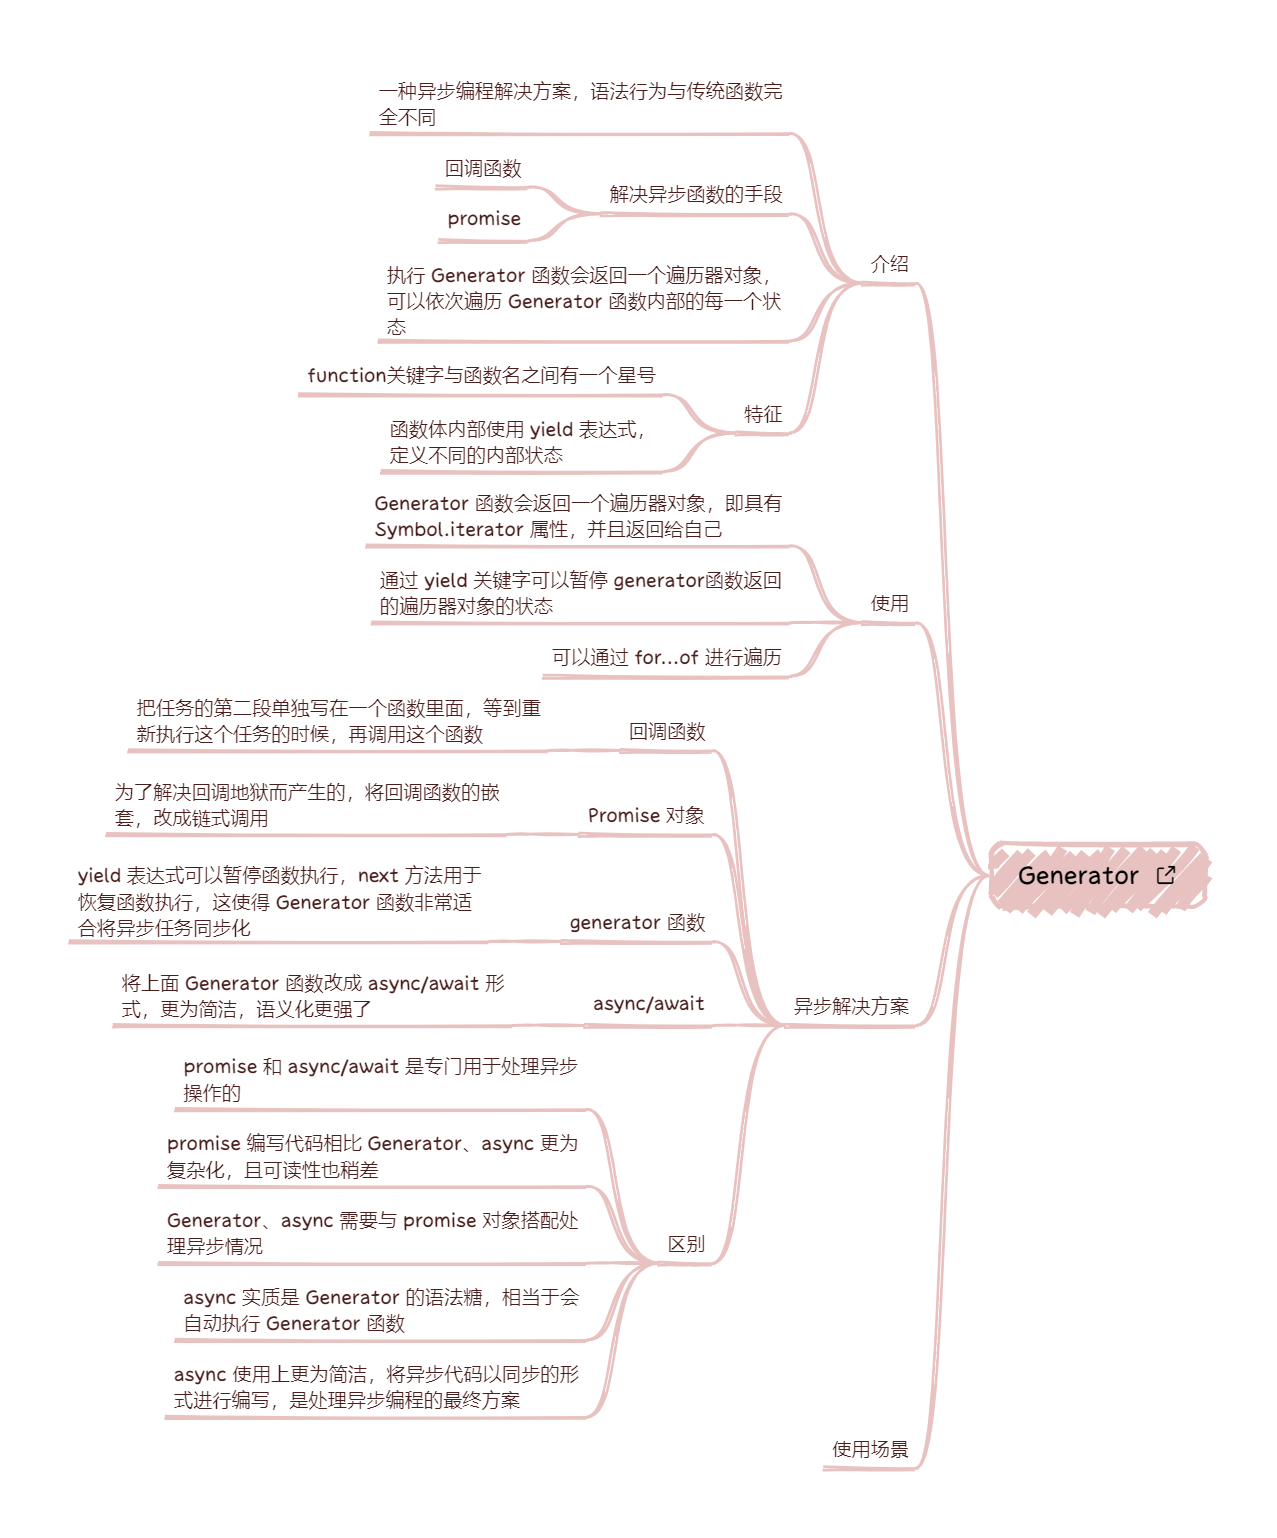 一种异步编程解决方案，语法行为与传统函数完
全不同
回调函数
解决异步函数的手段
promise
介绍
执行 Generator 函数会返回一个遍历器对象，
可以依次遍历 Generator 函数内部的每一个状
态
function关键字与函数名之间有一个星号
特征
函数体内部使用 yield 表达式，
定义不同的内部状态
Generator 函数会返回一个遍历器对象，即具有
Symbol.iterator 属性，并且返回给自己
通过 yield 关键字可以暂停 generator函数返回
的遍历器对象的状态
使用
可以通过 for...of 进行遍历
把任务的第二段单独写在一个函数里面，等到重
新执行这个任务的时候，再调用这个函数
回调函数
为了解决回调地狱而产生的，将回调函数的嵌
套，改成链式调用
Promise 对象
Generator
yield 表达式可以暂停函数执行，next 方法用于
恢复函数执行，这使得 Generator 函数非常适
合将异步任务同步化
generator 函数
将上面 Generator 函数改成 async/await 形
式，更为简洁，语义化更强了
async/await
异步解决方案
promise 和 async/await 是专门用于处理异步
操作的
promise 编写代码相比 Generator、async 更为
复杂化，且可读性也稍差
Generator、async 需要与 promise 对象搭配处
理异步情况
区别
async 实质是 Generator 的语法糖，相当于会
自动执行 Generator 函数
async 使用上更为简洁，将异步代码以同步的形
式进行编写，是处理异步编程的最终方案
使用场景